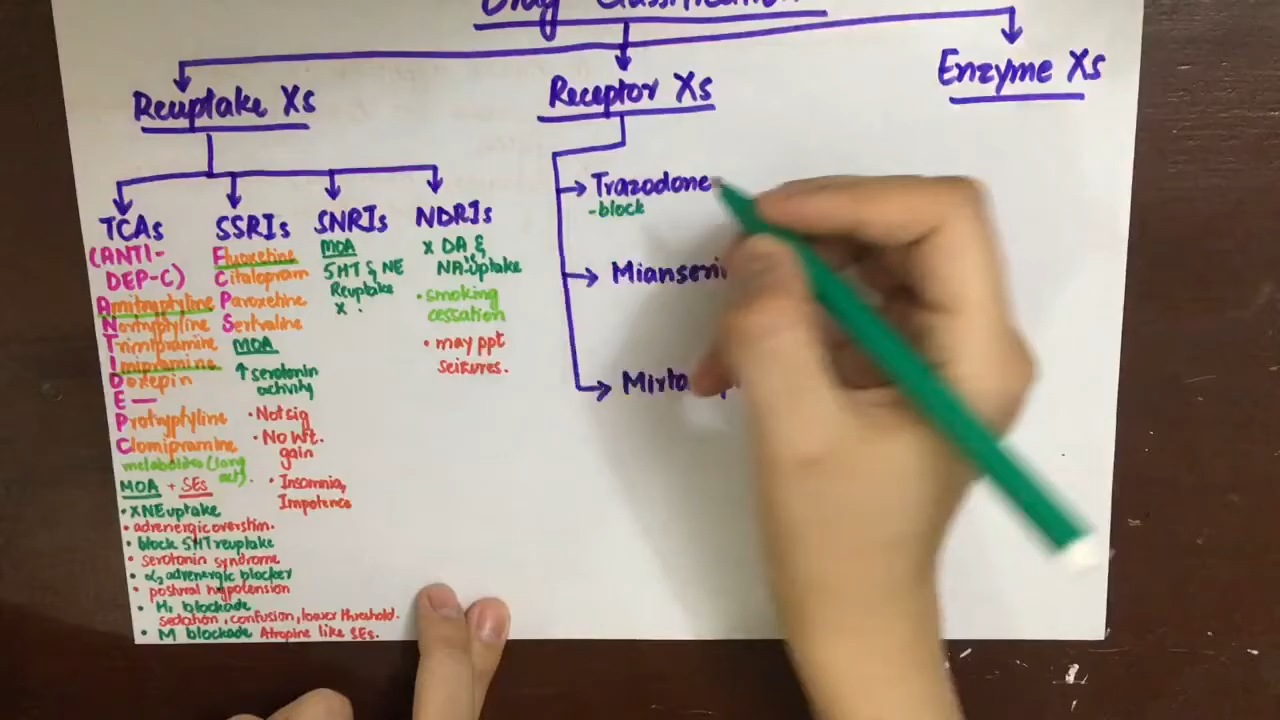 Drug Classification
Reuptake Xs
Receptor Xs
Enzyme Xs
TCAs
(ANTI-
DEP-C)
Amitryptyline
Nortryptyline
Trimipramine
Imipramine
Doxepin
E —
Protryptyline
Clomipramine
metabolites (long
act).
MOA + SEs
• X NE uptake
• adrenergic overstim.
• block 5HT reuptake
• serotonin syndrome
• α₂ adrenergic blocker
• postural hypotension
• H₁ blockade
sedation, confusion, lower threshold.
• M blockade Atropine like SEs.
SSRIs
Fluoxetine
Citalopram
Paroxetine
Sertraline
MOA
↑ serotonin
activity
• Not sig
• No wt.
gain
• Insomnia,
Impotence
SNRIs
MOA
5HT & NE
Reuptake
X.
NDRIs
X DA &
NA uptake
• smoking
cessation
• may ppt
seizures.
Trazodone
- block